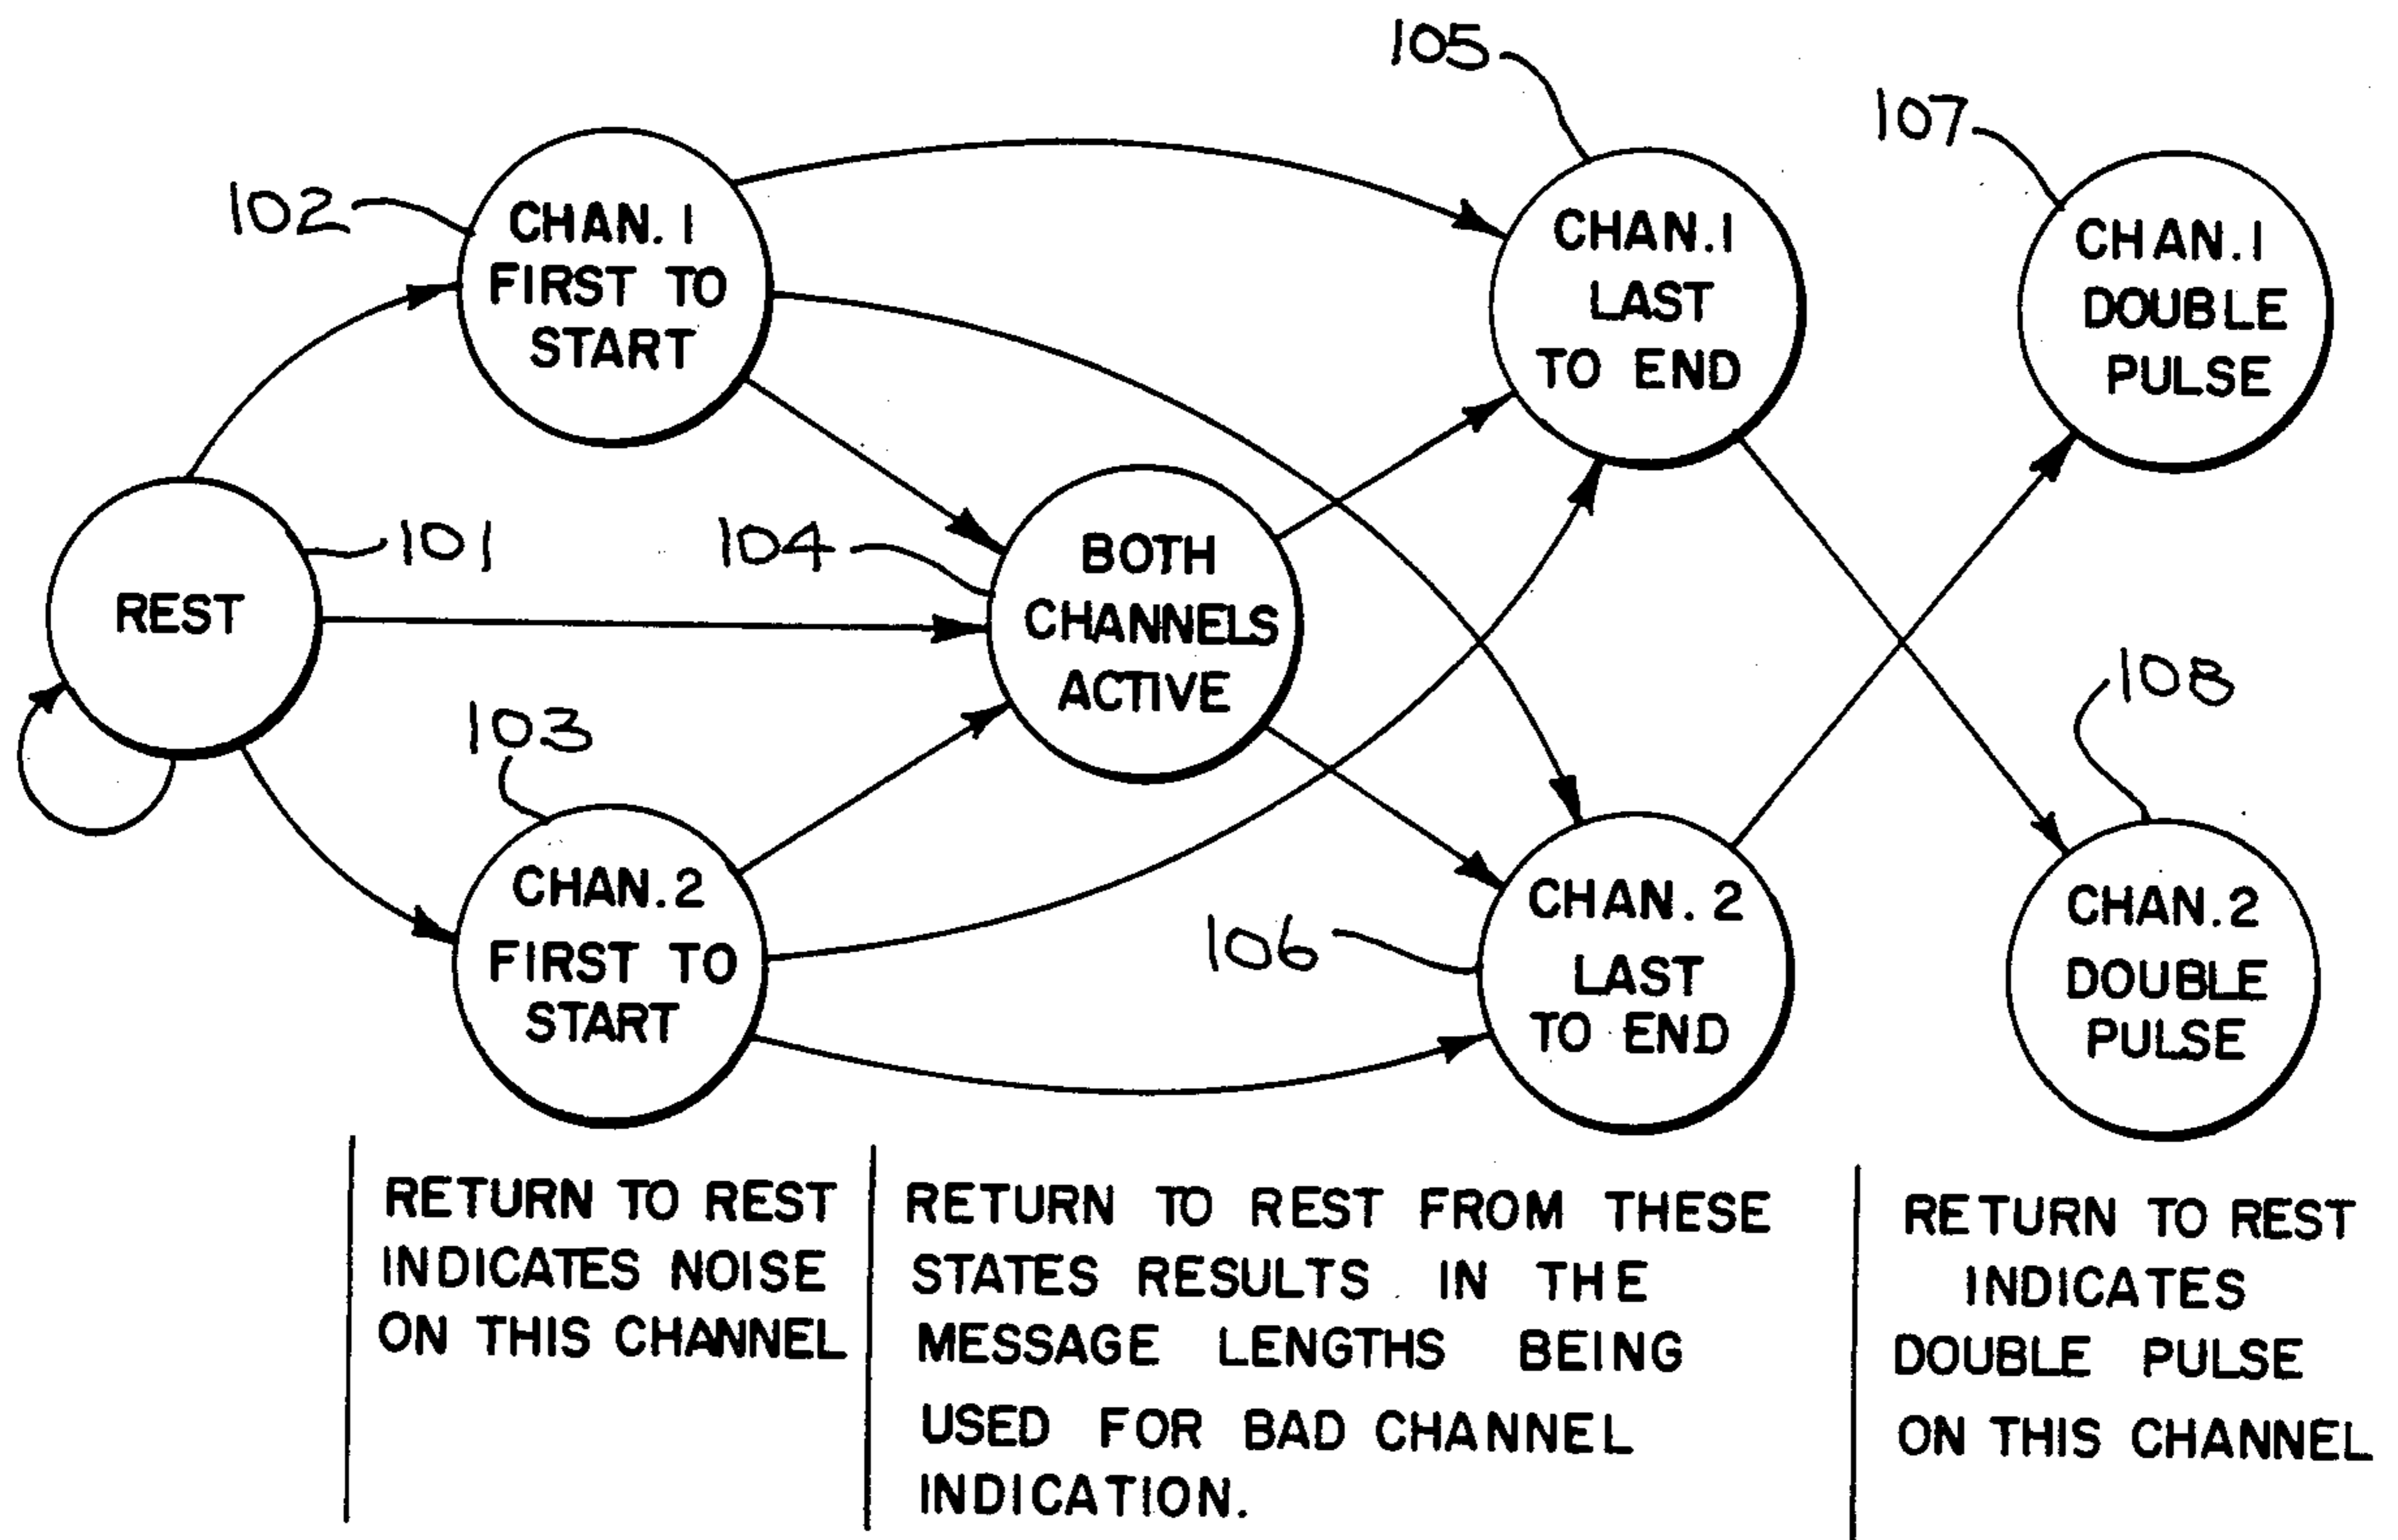 105
107
102
CHAN. 1
FIRST TO
START
CHAN. 1
LAST
TO END
CHAN. 1
DOUBLE
PULSE
101
REST
104
BOTH
CHANNELS
ACTIVE
103
CHAN. 2
FIRST TO
START
106
CHAN. 2
LAST
TO END
108
CHAN. 2
DOUBLE
PULSE
RETURN TO REST
INDICATES NOISE
ON THIS CHANNEL
RETURN TO REST FROM THESE
STATES RESULTS IN THE
MESSAGE LENGTHS BEING
USED FOR BAD CHANNEL
INDICATION.
RETURN TO REST
INDICATES
DOUBLE PULSE
ON THIS CHANNEL